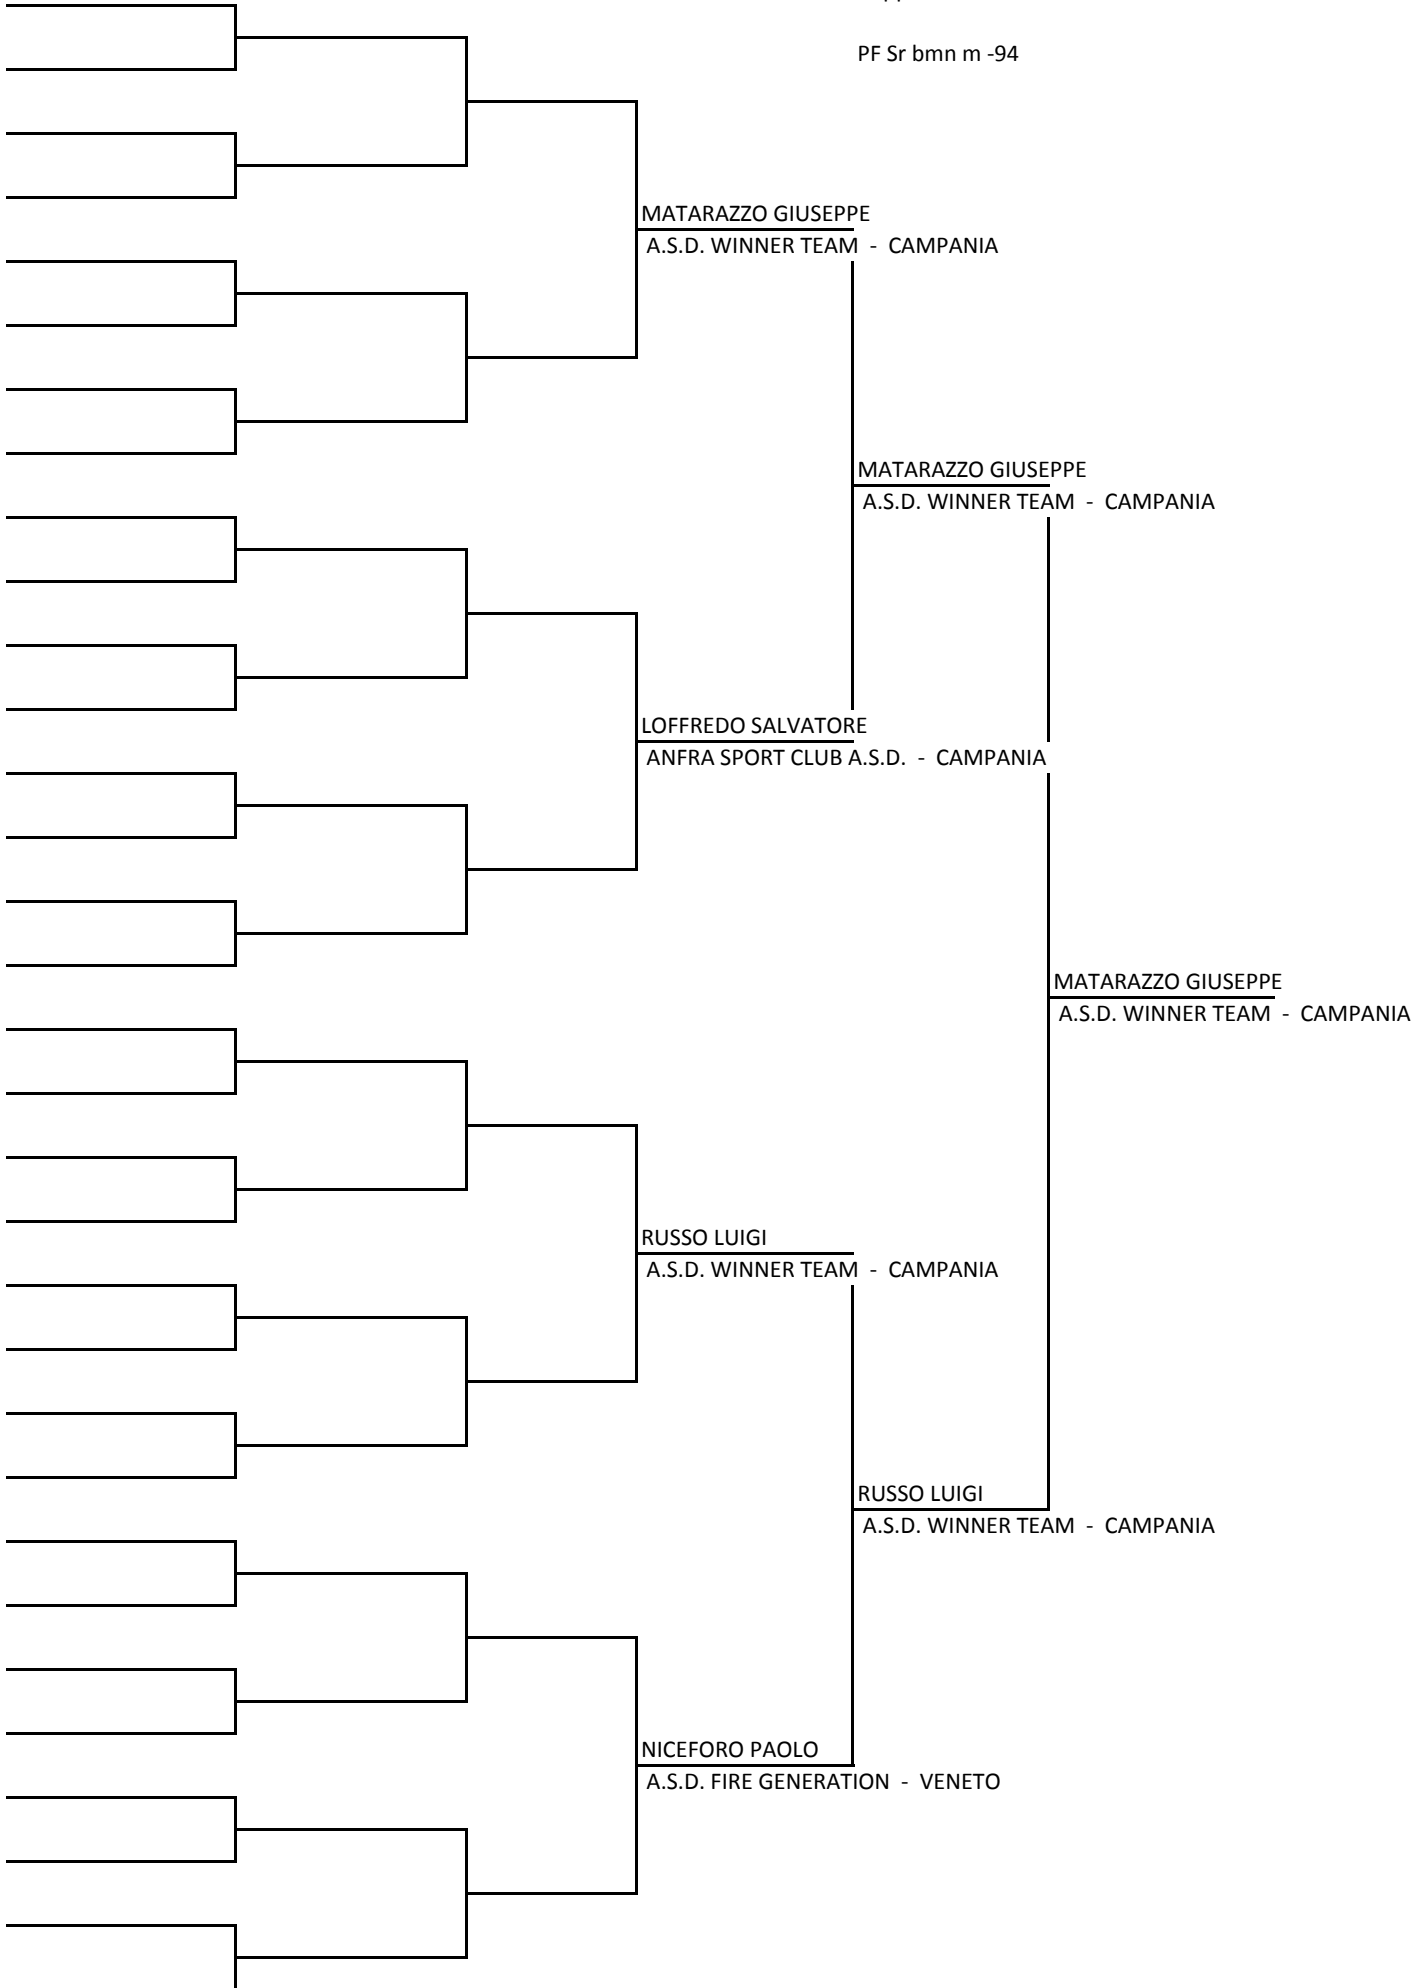 PF Sr bmn m -94
MATARAZZO GIUSEPPE
A.S.D. WINNER TEAM - CAMPANIA
MATARAZZO GIUSEPPE
A.S.D. WINNER TEAM - CAMPANIA
LOFFREDO SALVATORE
ANFRA SPORT CLUB A.S.D. - CAMPANIA
MATARAZZO GIUSEPPE
A.S.D. WINNER TEAM - CAMPANIA
RUSSO LUIGI
A.S.D. WINNER TEAM - CAMPANIA
RUSSO LUIGI
A.S.D. WINNER TEAM - CAMPANIA
NICEFORO PAOLO
A.S.D. FIRE GENERATION - VENETO